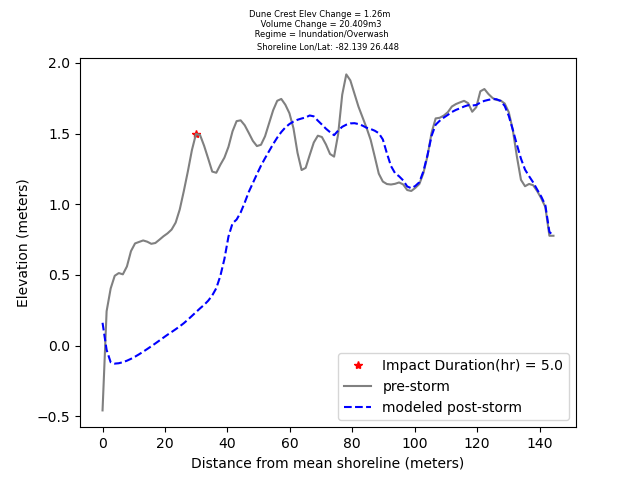 Dune Crest Elev Change = 1.26m
Volume Change = 20.409m3
Regime = Inundation/Overwash
Shoreline Lon/Lat: -82.139 26.448
2.0
1.5
1.0
0.5
0.0
−0.5
Elevation (meters)
Impact Duration(hr) = 5.0
pre-storm
modeled post-storm
0 20 40 60 80 100 120 140
Distance from mean shoreline (meters)